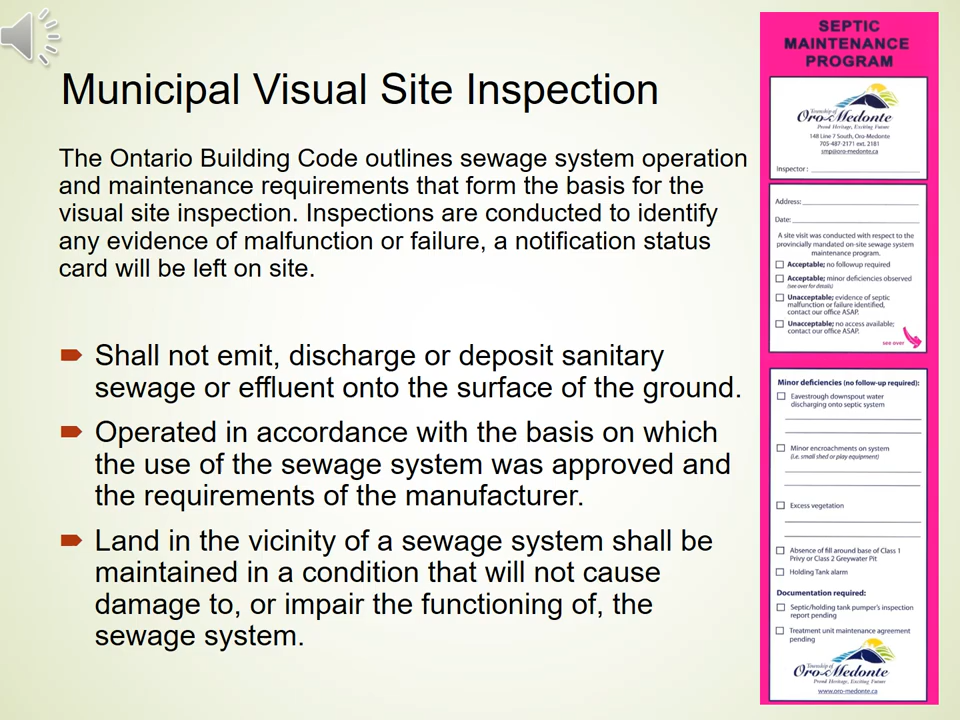 Municipal Visual Site Inspection
The Ontario Building Code outlines sewage system operation
and maintenance requirements that form the basis for the
visual site inspection. Inspections are conducted to identify
any evidence of malfunction or failure, a notification status
card will be left on site.
Shall not emit, discharge or deposit sanitary
sewage or effluent onto the surface of the ground.
Operated in accordance with the basis on which
the use of the sewage system was approved and
the requirements of the manufacturer.
Land in the vicinity of a sewage system shall be
maintained in a condition that will not cause
damage to, or impair the functioning of, the
sewage system.
SEPTIC
MAINTENANCE
PROGRAM
Township of
Oro-Medonte
Proud Heritage, Exciting Future
148 Line 7 South, Oro-Medonte
705-487-2171 ext. 2181
smp@oro-medonte.ca
Inspector :
Address:
Date:
A site visit was conducted with respect to the
provincially mandated on-site sewage system
maintenance program.
Acceptable; no followup required
Acceptable; minor deficiencies observed
(see over for details)
Unacceptable; evidence of septic
malfunction or failure identified,
contact our office ASAP.
Unacceptable; no access available;
contact our office ASAP.
see over
Minor deficiencies (no follow-up required):
Eavestrough downspout water
discharging onto septic system
Minor encroachments on system
(i.e. small shed or play equipment)
Excess vegetation
Absence of fill around base of Class 1
Privy or Class 2 Greywater Pit
Holding Tank alarm
Documentation required:
Septic/holding tank pumper's inspection
report pending
Treatment unit maintenance agreement
pending
Township of
Oro-Medonte
Proud Heritage, Exciting Future
www.oro-medonte.ca